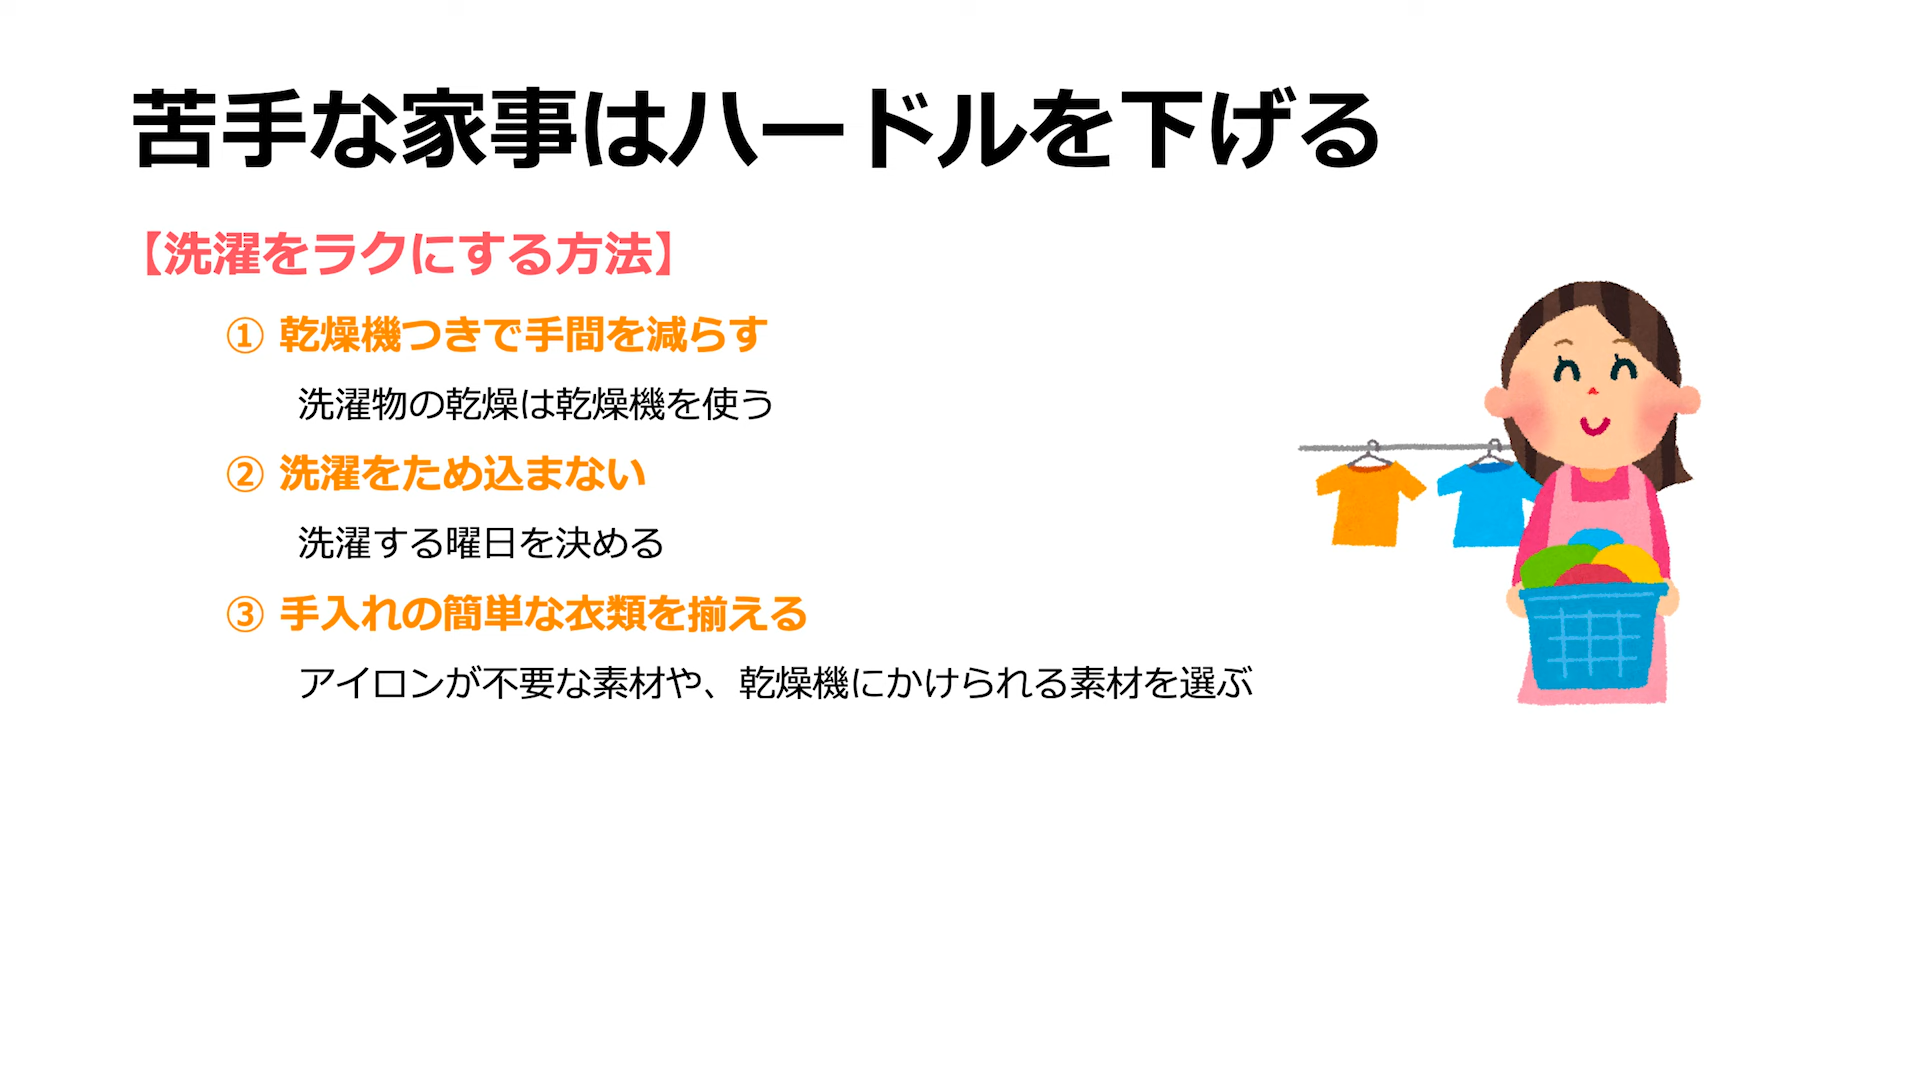 苦手な家事はハードルを下げる
【洗濯をラクにする方法】
① 乾燥機つきで手間を減らす
洗濯物の乾燥は乾燥機を使う
② 洗濯をため込まない
洗濯する曜日を決める
③ 手入れの簡単な衣類を揃える
アイロンが不要な素材や、乾燥機にかけられる素材を選ぶ